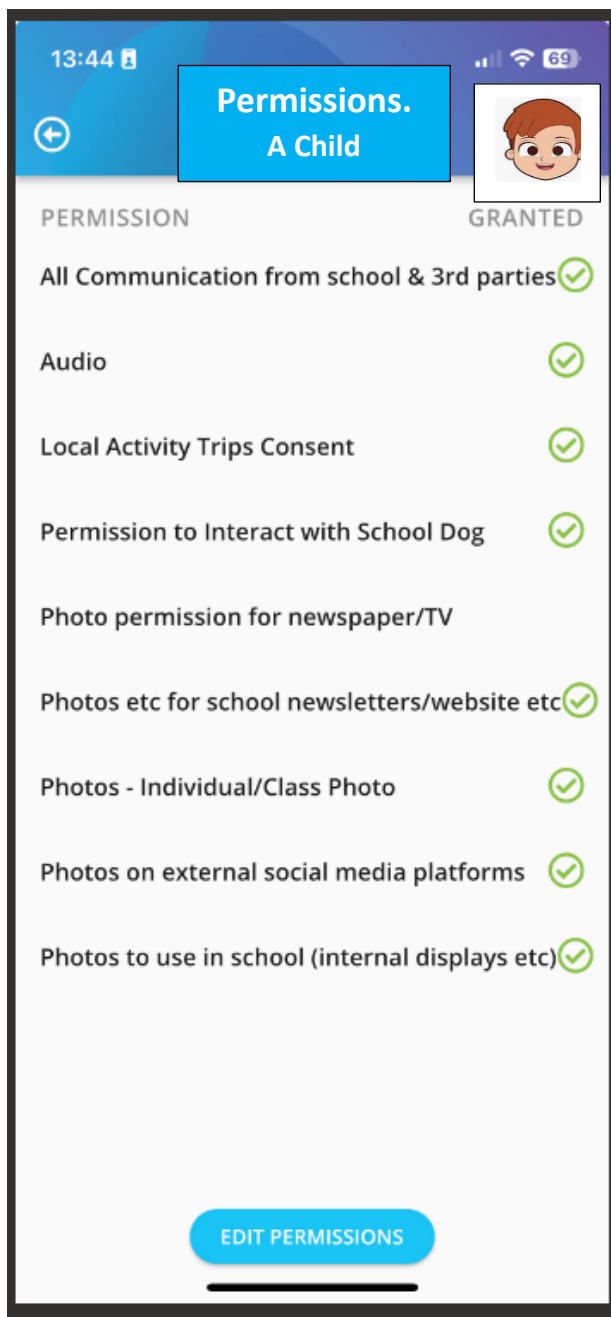 13:44 69
Permissions.
A Child
PERMISSION GRANTED
All Communication from school & 3rd parties
Audio
Local Activity Trips Consent
Permission to Interact with School Dog
Photo permission for newspaper/TV
Photos etc for school newsletters/website etc
Photos - Individual/Class Photo
Photos on external social media platforms
Photos to use in school (internal displays etc)
EDIT PERMISSIONS